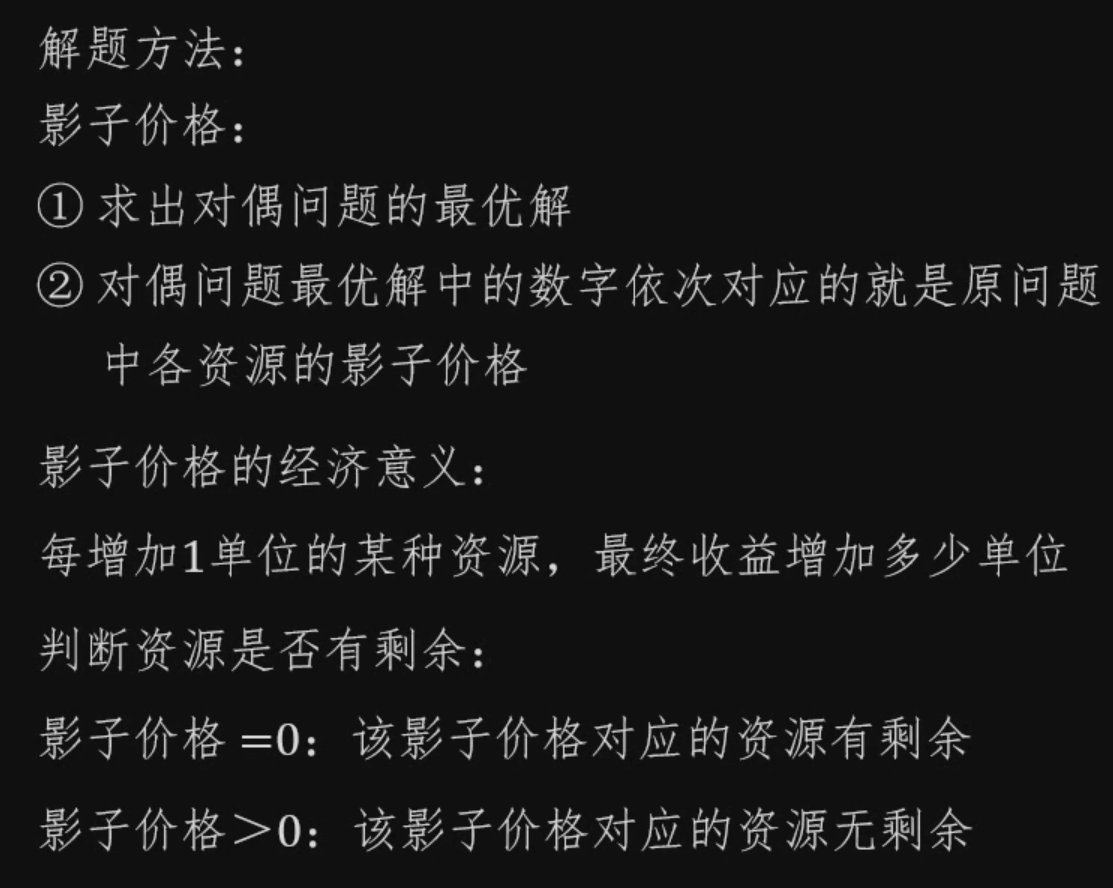 解题方法：
影子价格：
① 求出对偶问题的最优解
② 对偶问题最优解中的数字依次对应的就是原问题
中各资源的影子价格
影子价格的经济意义：
每增加1单位的某种资源，最终收益增加多少单位
判断资源是否有剩余：
影子价格 =0：该影子价格对应的资源有剩余
影子价格>0：该影子价格对应的资源无剩余